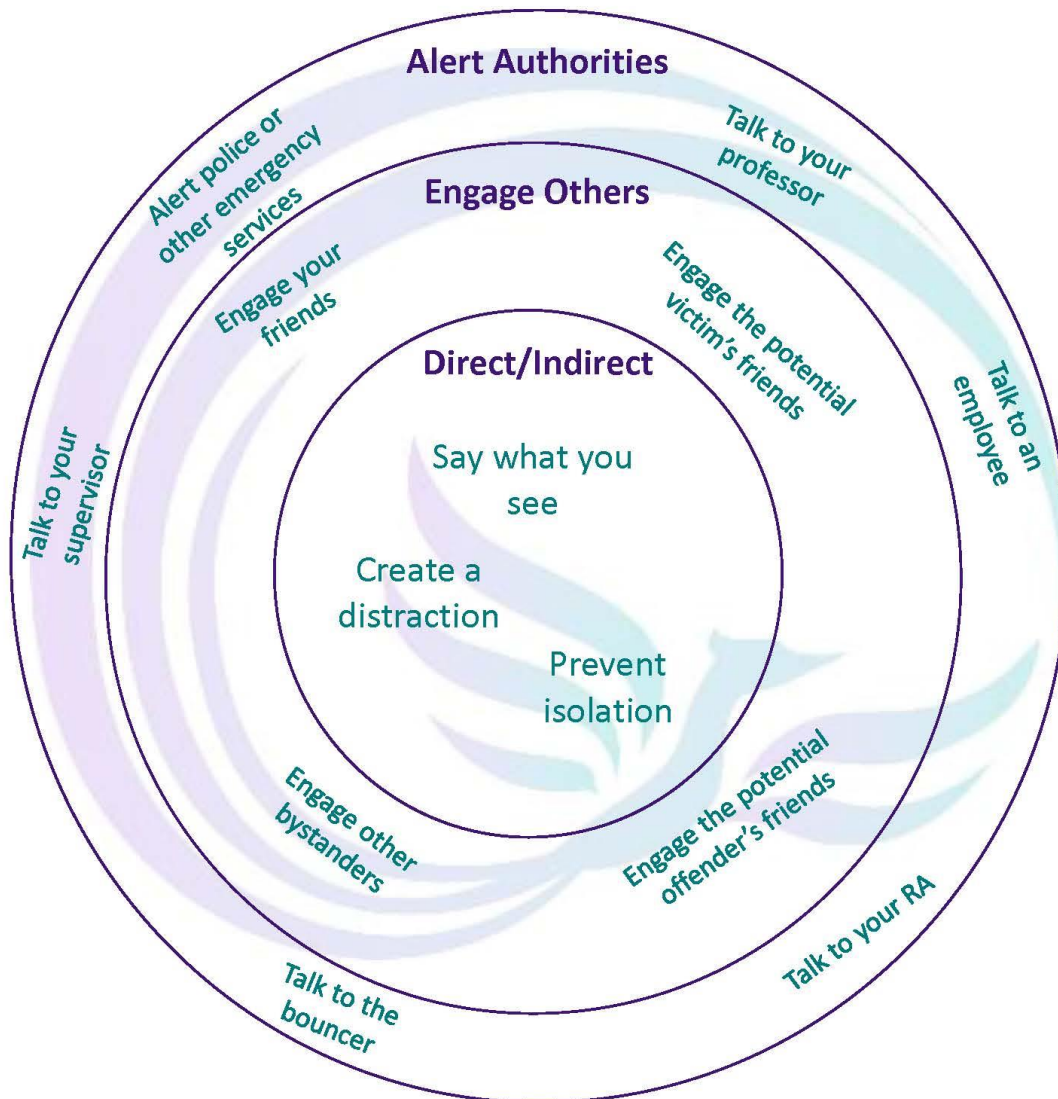 Alert Authorities
Alert police or
other emergency
services
Talk to your
professor
Talk to your
supervisor
Talk to an
employee
Talk to the
bouncer
Talk to your RA
Engage Others
Engage your
friends
Engage the potential
victim's friends
Engage other
bystanders
Engage the potential
offender's friends
Direct/Indirect
Say what you
see
Create a
distraction
Prevent
isolation